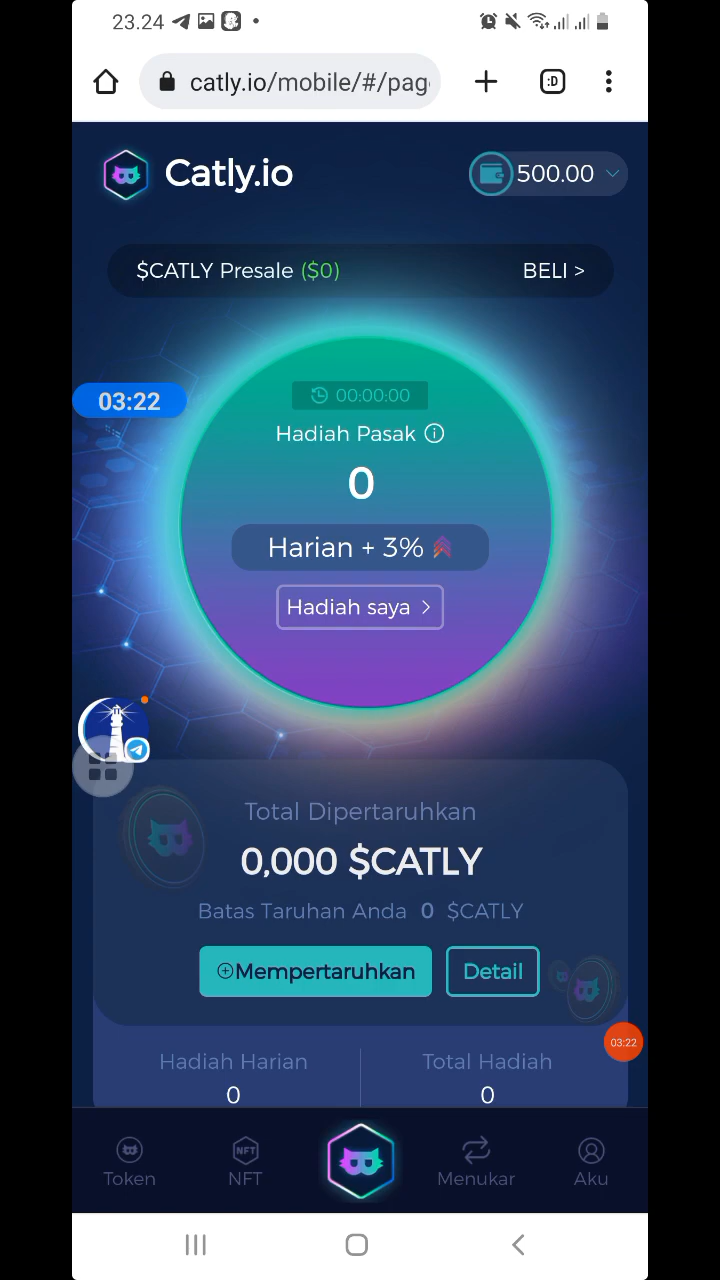 23.24
catly.io/mobile/#/pag
:D
Catly.io
500.00
$CATLY Presale ($0)
BELI >
03:22
00:00:00
Hadiah Pasak
0
Harian + 3%
Hadiah saya >
Total Dipertaruhkan
0,000 $CATLY
Batas Taruhan Anda 0 $CATLY
Mempertaruhkan
Detail
03:22
Hadiah Harian
Total Hadiah
0
0
NFT
Token
NFT
Menukar
Aku